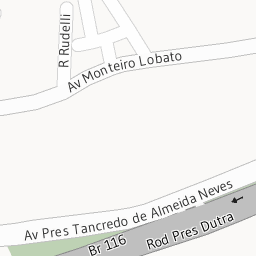 R Rudelli
Av Monteiro Lobato
Av Pres Tancredo de Almeida Neves
Br 116
Rod Pres Dutra